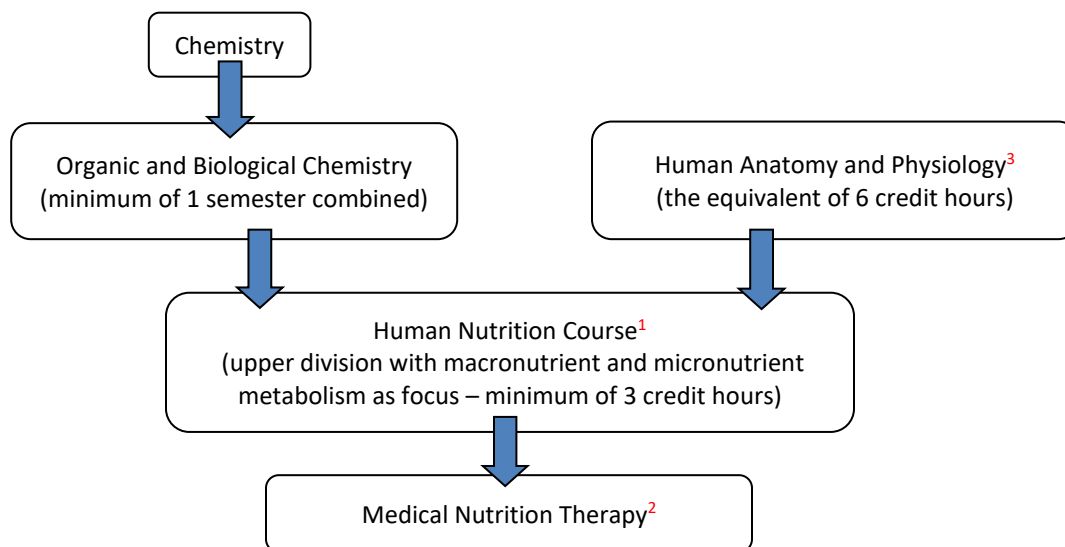 Chemistry
Organic and Biological Chemistry
(minimum of 1 semester combined)
Human Anatomy and Physiology3
(the equivalent of 6 credit hours)
Human Nutrition Course1
(upper division with macronutrient and micronutrient
metabolism as focus – minimum of 3 credit hours)
Medical Nutrition Therapy2